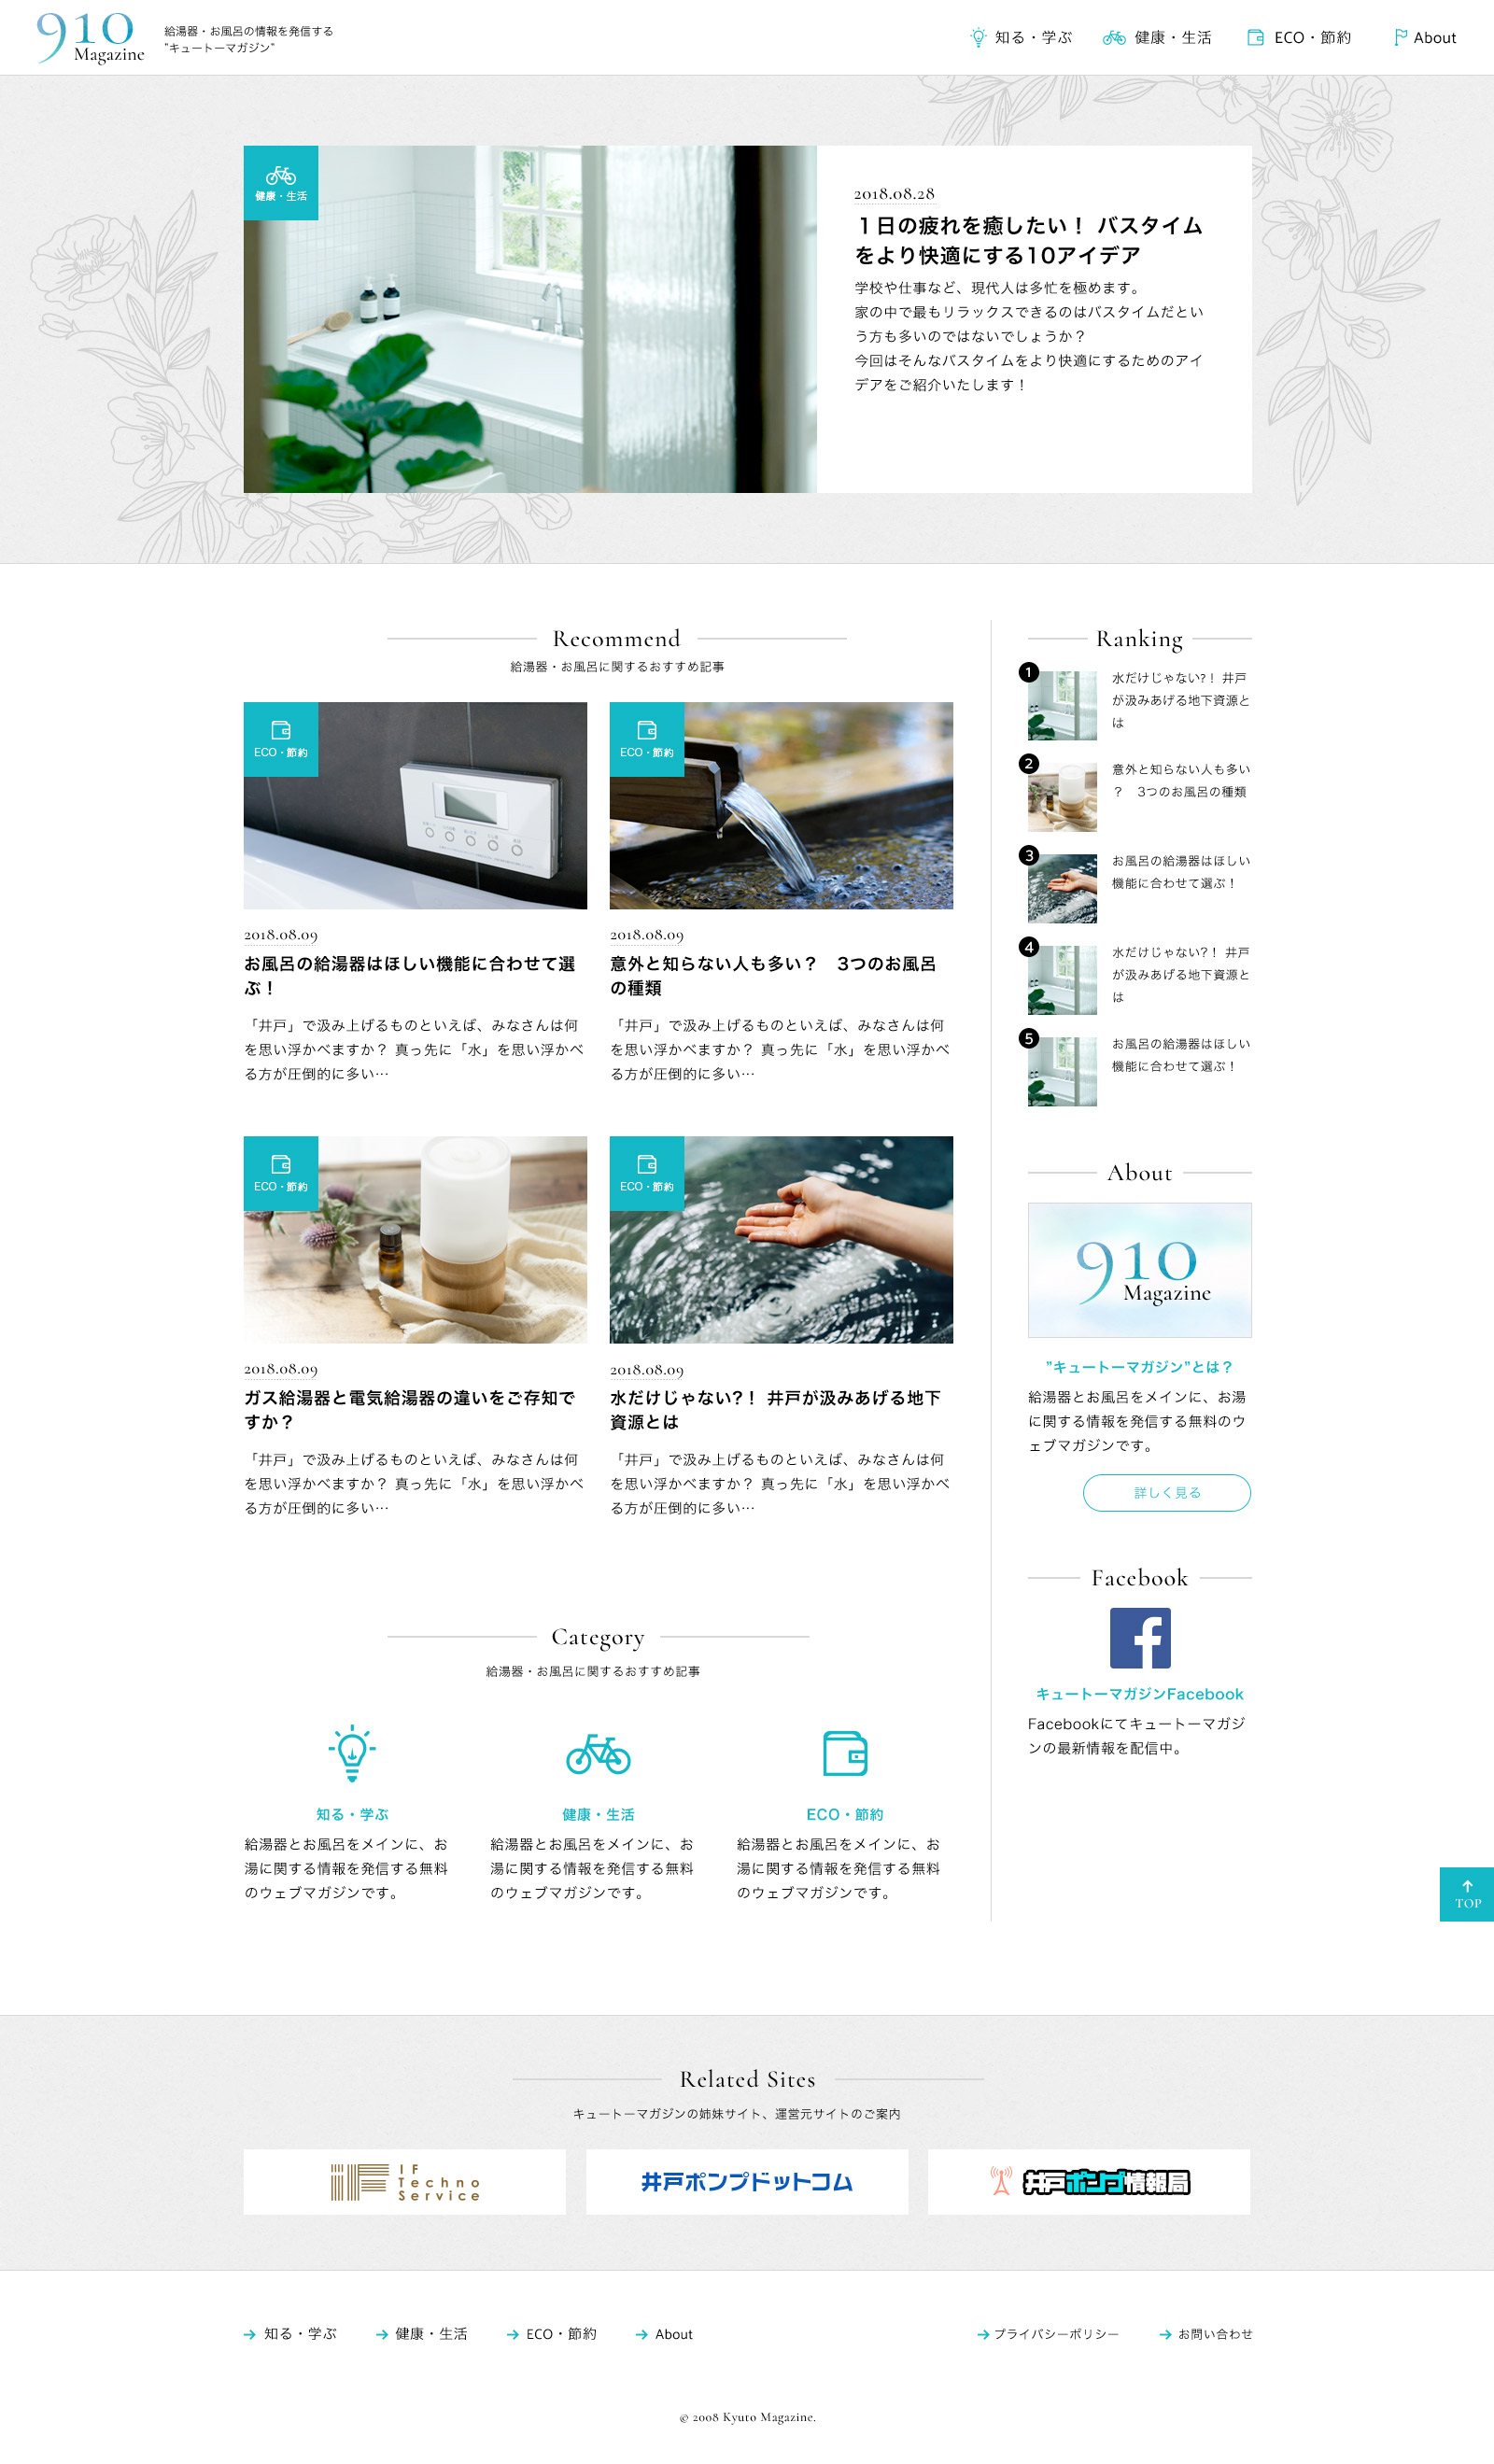 910 Magazine
給湯器・お風呂の情報を発信する
"キュートーマガジン"
知る・学ぶ
健康・生活
ECO・節約
About
健康・生活
2018.08.28
１日の疲れを癒したい！ バスタイム
をより快適にする10アイデア
学校や仕事など、現代人は多忙を極めます。
家の中で最もリラックスできるのはバスタイムだとい
う方も多いのではないでしょうか？
今回はそんなバスタイムをより快適にするためのアイ
デアをご紹介いたします！
Recommend
給湯器・お風呂に関するおすすめ記事
ECO・節約
2018.08.09
お風呂の給湯器はほしい機能に合わせて選
ぶ！
「井戸」で汲み上げるものといえば、みなさんは何
を思い浮かべますか？ 真っ先に「水」を思い浮かべ
る方が圧倒的に多い…
ECO・節約
2018.08.09
意外と知らない人も多い？　3つのお風呂
の種類
「井戸」で汲み上げるものといえば、みなさんは何
を思い浮かべますか？ 真っ先に「水」を思い浮かべ
る方が圧倒的に多い…
ECO・節約
2018.08.09
ガス給湯器と電気給湯器の違いをご存知で
すか？
「井戸」で汲み上げるものといえば、みなさんは何
を思い浮かべますか？ 真っ先に「水」を思い浮かべ
る方が圧倒的に多い…
ECO・節約
2018.08.09
水だけじゃない?！ 井戸が汲みあげる地下
資源とは
「井戸」で汲み上げるものといえば、みなさんは何
を思い浮かべますか？ 真っ先に「水」を思い浮かべ
る方が圧倒的に多い…
Category
給湯器・お風呂に関するおすすめ記事
知る・学ぶ
給湯器とお風呂をメインに、お
湯に関する情報を発信する無料
のウェブマガジンです。
健康・生活
給湯器とお風呂をメインに、お
湯に関する情報を発信する無料
のウェブマガジンです。
ECO・節約
給湯器とお風呂をメインに、お
湯に関する情報を発信する無料
のウェブマガジンです。
Ranking
1
水だけじゃない?！ 井戸
が汲みあげる地下資源と
は
2
意外と知らない人も多い
？　3つのお風呂の種類
3
お風呂の給湯器はほしい
機能に合わせて選ぶ！
4
水だけじゃない?！ 井戸
が汲みあげる地下資源と
は
5
お風呂の給湯器はほしい
機能に合わせて選ぶ！
About
910
Magazine
"キュートーマガジン"とは？
給湯器とお風呂をメインに、お湯
に関する情報を発信する無料のウ
ェブマガジンです。
詳しく見る
Facebook
キュートーマガジンFacebook
Facebookにてキュートーマガジ
ンの最新情報を配信中。
TOP
Related Sites
キュートーマガジンの姉妹サイト、運営元サイトのご案内
IF
Techno
Service
井戸ポンプドットコム
井戸ポンプ情報局
知る・学ぶ
健康・生活
ECO・節約
About
プライバシーポリシー
お問い合わせ
© 2008 Kyuto Magazine.